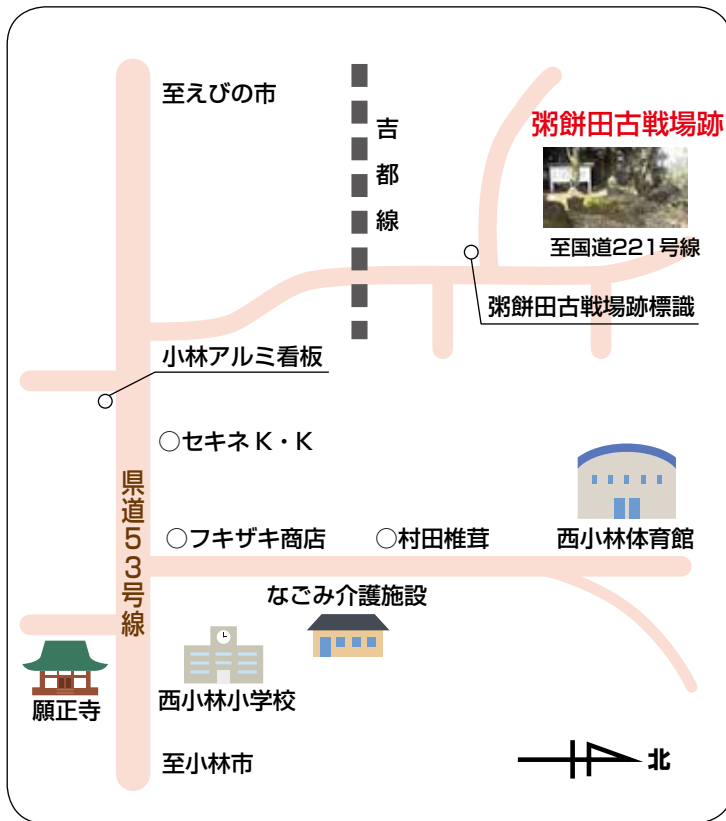 至えびの市
吉都線
粥餅田古戦場跡
至国道221号線
粥餅田古戦場跡標識
小林アルミ看板
○セキネK・K
県道53号線
○フキザキ商店
○村田椎茸
西小林体育館
なごみ介護施設
願正寺
西小林小学校
至小林市
北